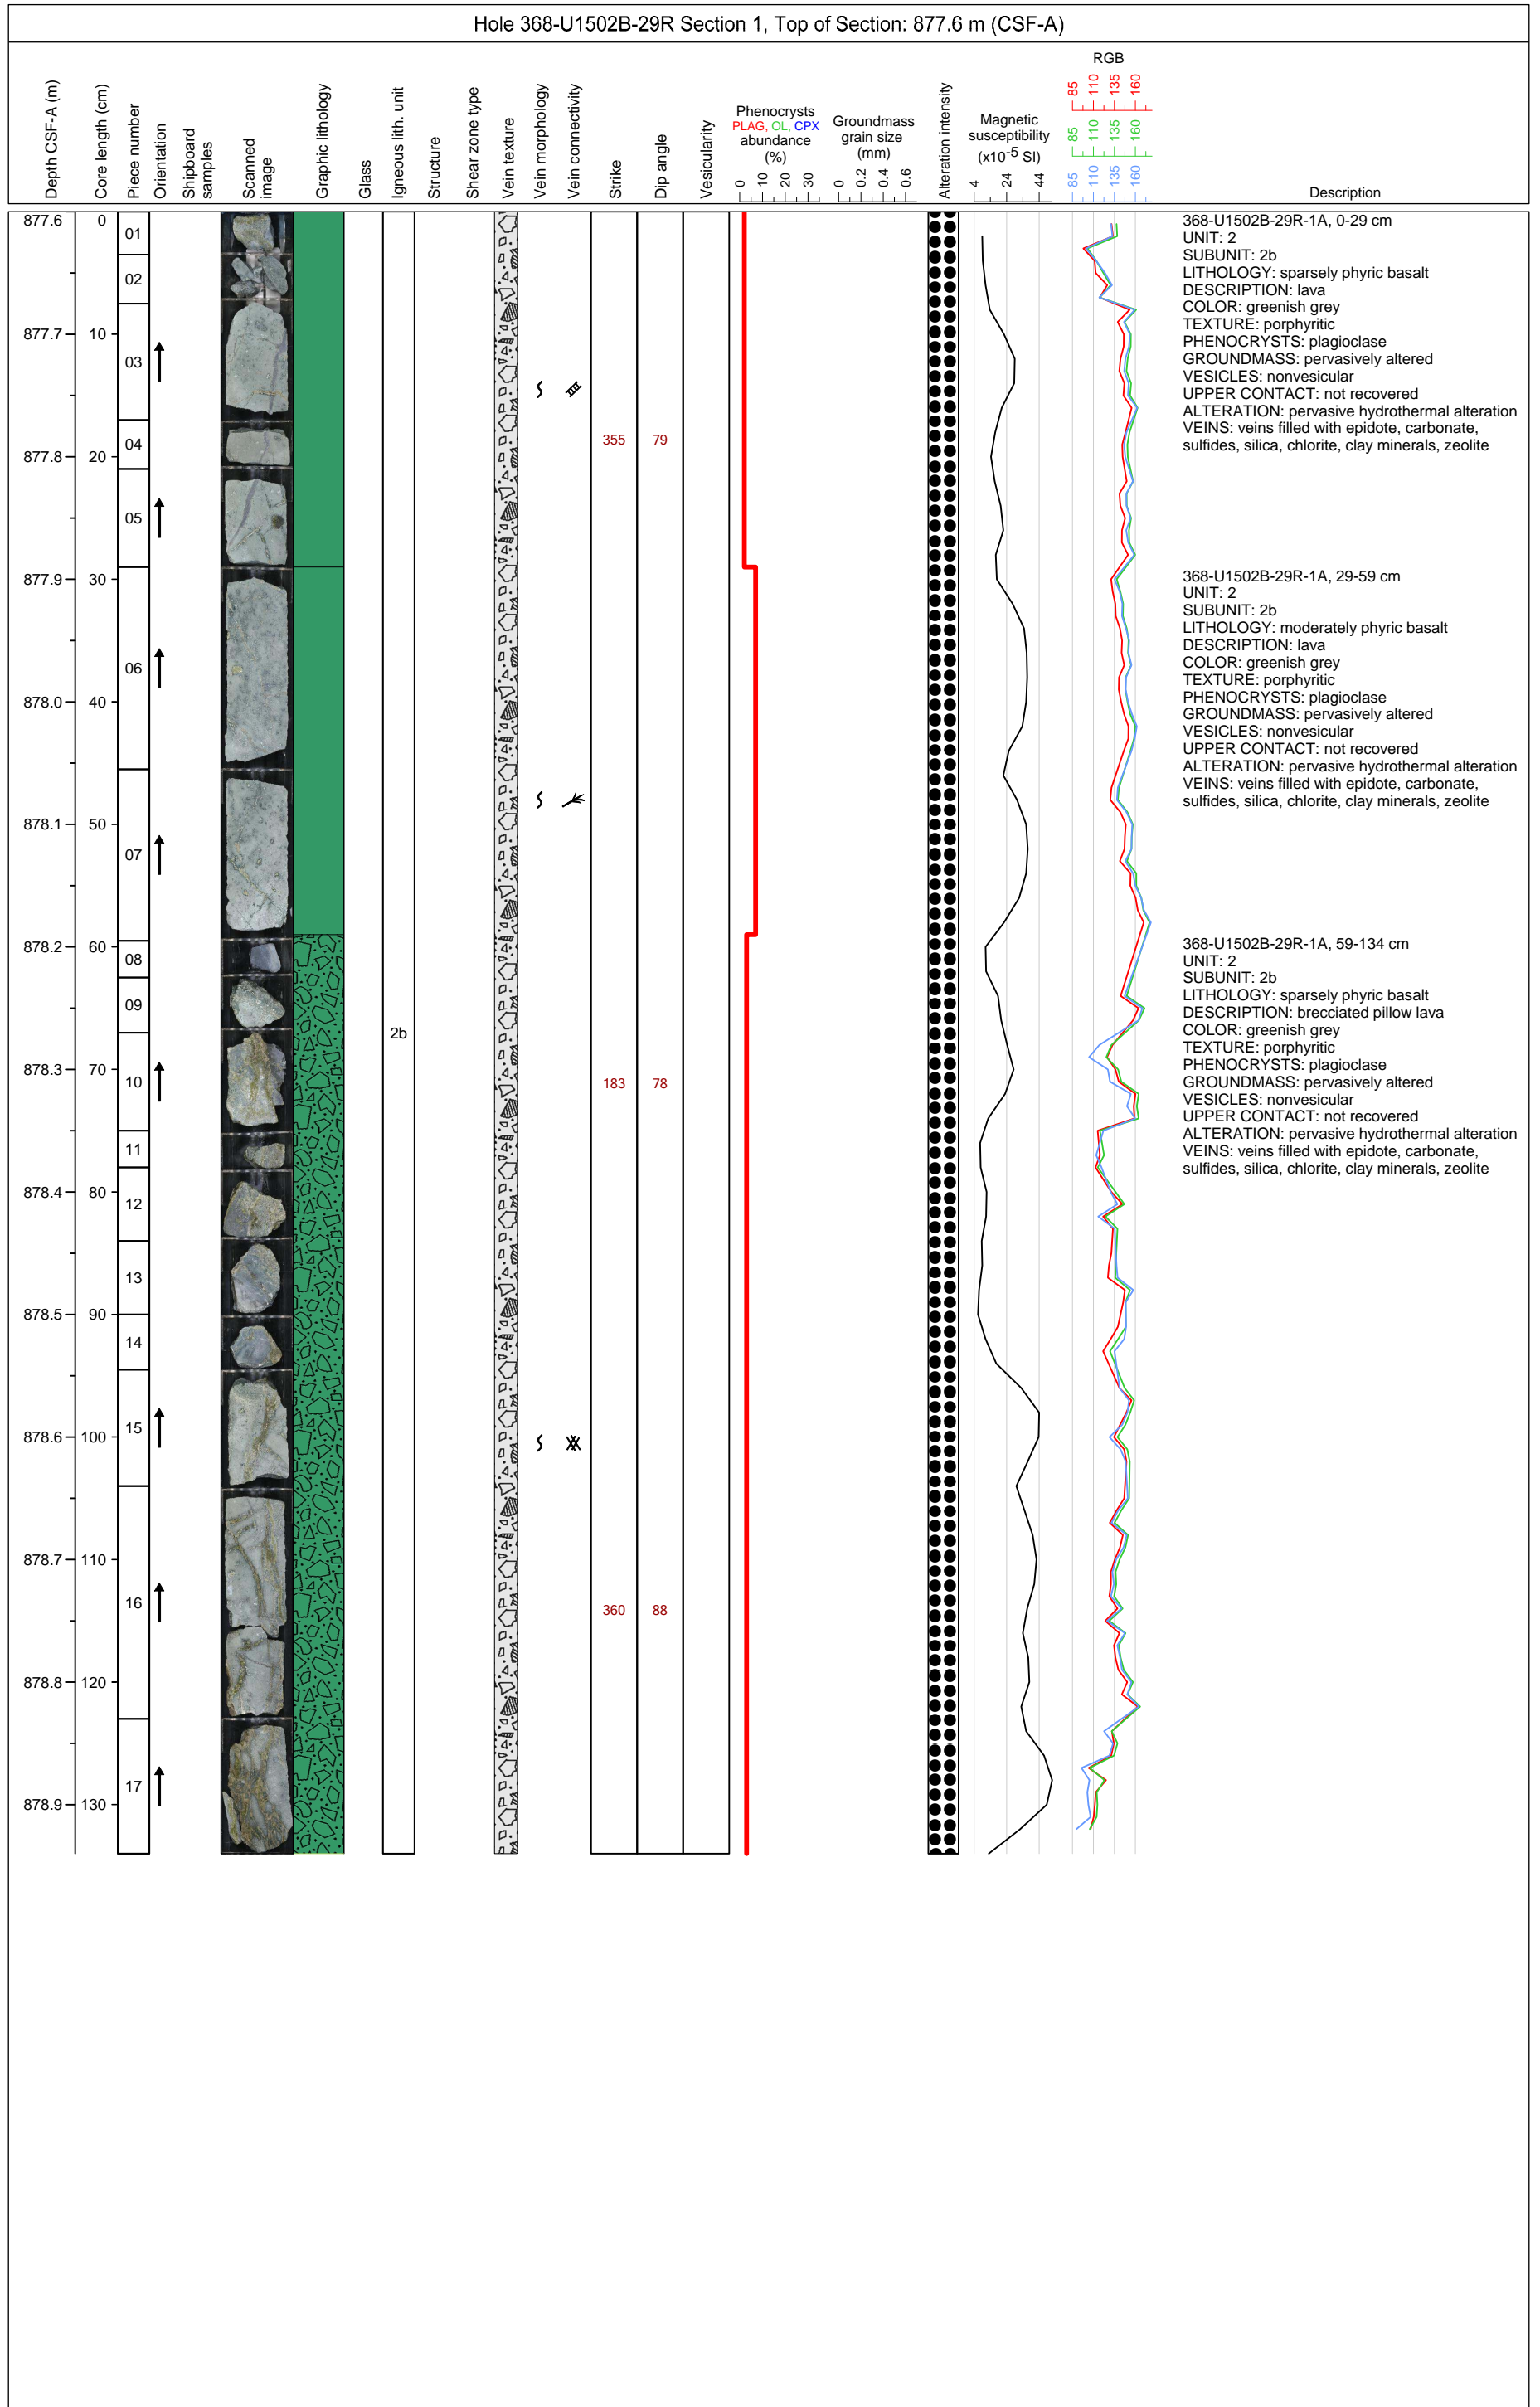 Hole 368-U1502B-29R Section 1, Top of Section: 877.6 m (CSF-A)
Depth CSF-A (m)
Core length (cm)
Piece number
Orientation
Shipboard
samples
Scanned
image
Graphic lithology
Glass
Igneous lith. unit
Structure
Shear zone type
Vein texture
Vein morphology
Vein connectivity
Strike
Dip angle
Vesicularity
Phenocrysts
PLAG, OL, CPX
abundance
(%)
0 10 20 30
Groundmass
grain size
(mm)
0 0.2 0.4 0.6
Alteration intensity
Magnetic
susceptibility
(x10-5 SI)
4 24 44
RGB
85 110 135 160
85 110 135 160
85 110 135 160
Description
877.6 0
877.7 10
877.8 20
877.9 30
878.0 40
878.1 50
878.2 60
878.3 70
878.4 80
878.5 90
878.6 100
878.7 110
878.8 120
878.9 130
01
02
03
04
05
06
07
08
09
10
11
12
13
14
15
16
17
2b
355 79
183 78
360 88
368-U1502B-29R-1A, 0-29 cm
UNIT: 2
SUBUNIT: 2b
LITHOLOGY: sparsely phyric basalt
DESCRIPTION: lava
COLOR: greenish grey
TEXTURE: porphyritic
PHENOCRYSTS: plagioclase
GROUNDMASS: pervasively altered
VESICLES: nonvesicular
UPPER CONTACT: not recovered
ALTERATION: pervasive hydrothermal alteration
VEINS: veins filled with epidote, carbonate,
sulfides, silica, chlorite, clay minerals, zeolite
368-U1502B-29R-1A, 29-59 cm
UNIT: 2
SUBUNIT: 2b
LITHOLOGY: moderately phyric basalt
DESCRIPTION: lava
COLOR: greenish grey
TEXTURE: porphyritic
PHENOCRYSTS: plagioclase
GROUNDMASS: pervasively altered
VESICLES: nonvesicular
UPPER CONTACT: not recovered
ALTERATION: pervasive hydrothermal alteration
VEINS: veins filled with epidote, carbonate,
sulfides, silica, chlorite, clay minerals, zeolite
368-U1502B-29R-1A, 59-134 cm
UNIT: 2
SUBUNIT: 2b
LITHOLOGY: sparsely phyric basalt
DESCRIPTION: brecciated pillow lava
COLOR: greenish grey
TEXTURE: porphyritic
PHENOCRYSTS: plagioclase
GROUNDMASS: pervasively altered
VESICLES: nonvesicular
UPPER CONTACT: not recovered
ALTERATION: pervasive hydrothermal alteration
VEINS: veins filled with epidote, carbonate,
sulfides, silica, chlorite, clay minerals, zeolite